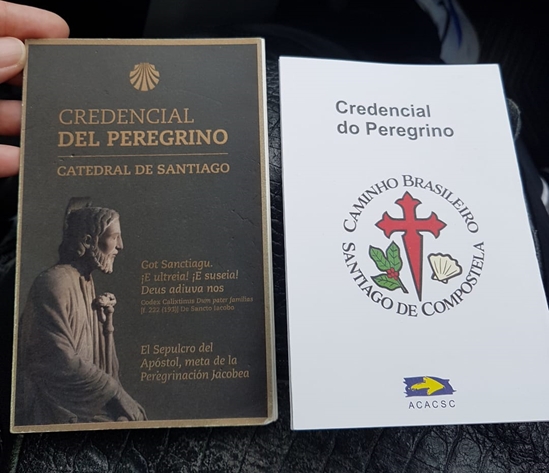 CREDENCIAL
DEL PEREGRINO
CATEDRAL DE SANTIAGO
Got Sanctiagu.
¡E ultreia! ¡E suseia!
Deus adiuva nos
Codex Calixtinus Dum pater familias
[f. 222 (193)] De Sancto Jacobo
El Sepulcro del
Apóstol, meta de la
Peregrinación Jacobea
Credencial
do Peregrino
CAMINHO BRASILEIRO
SANTIAGO DE COMPOSTELA
ACACSC